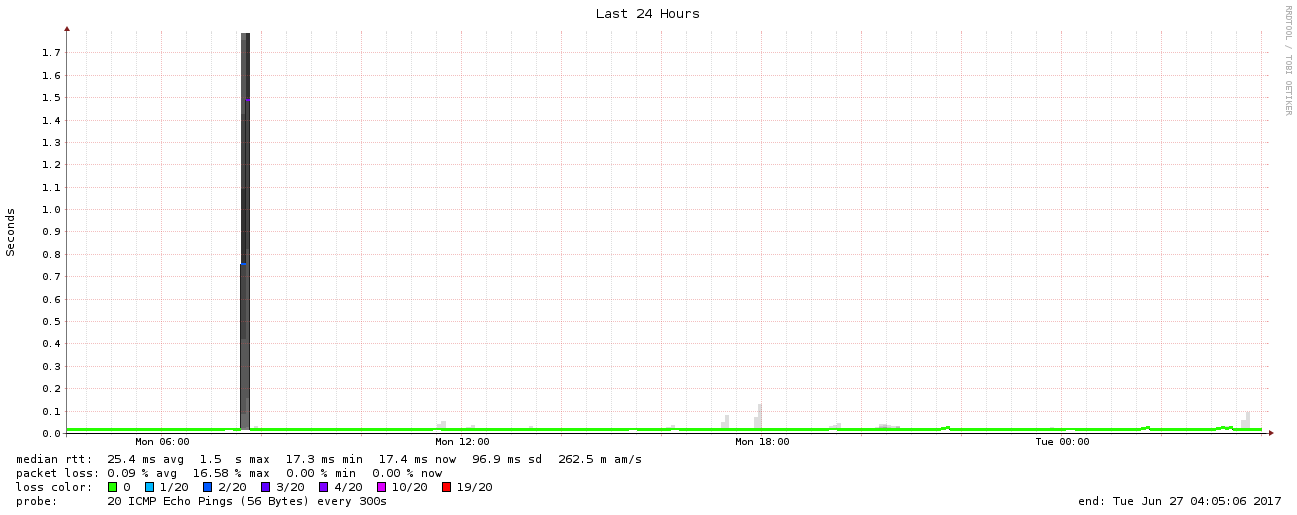 Last 24 Hours
RRDTOOL / TOBI OETIKER
Seconds
1.7
1.6
1.5
1.4
1.3
1.2
1.1
1.0
0.9
0.8
0.7
0.6
0.5
0.4
0.3
0.2
0.1
0.0
Mon 06:00 Mon 12:00 Mon 18:00 Tue 00:00
median rtt: 25.4 ms avg 1.5 s max 17.3 ms min 17.4 ms now 96.9 ms sd 262.5 m am/s
packet loss: 0.09 % avg 16.58 % max 0.00 % min 0.00 % now
loss color: 0 1/20 2/20 3/20 4/20 10/20 19/20
probe: 20 ICMP Echo Pings (56 Bytes) every 300s end: Tue Jun 27 04:05:06 2017